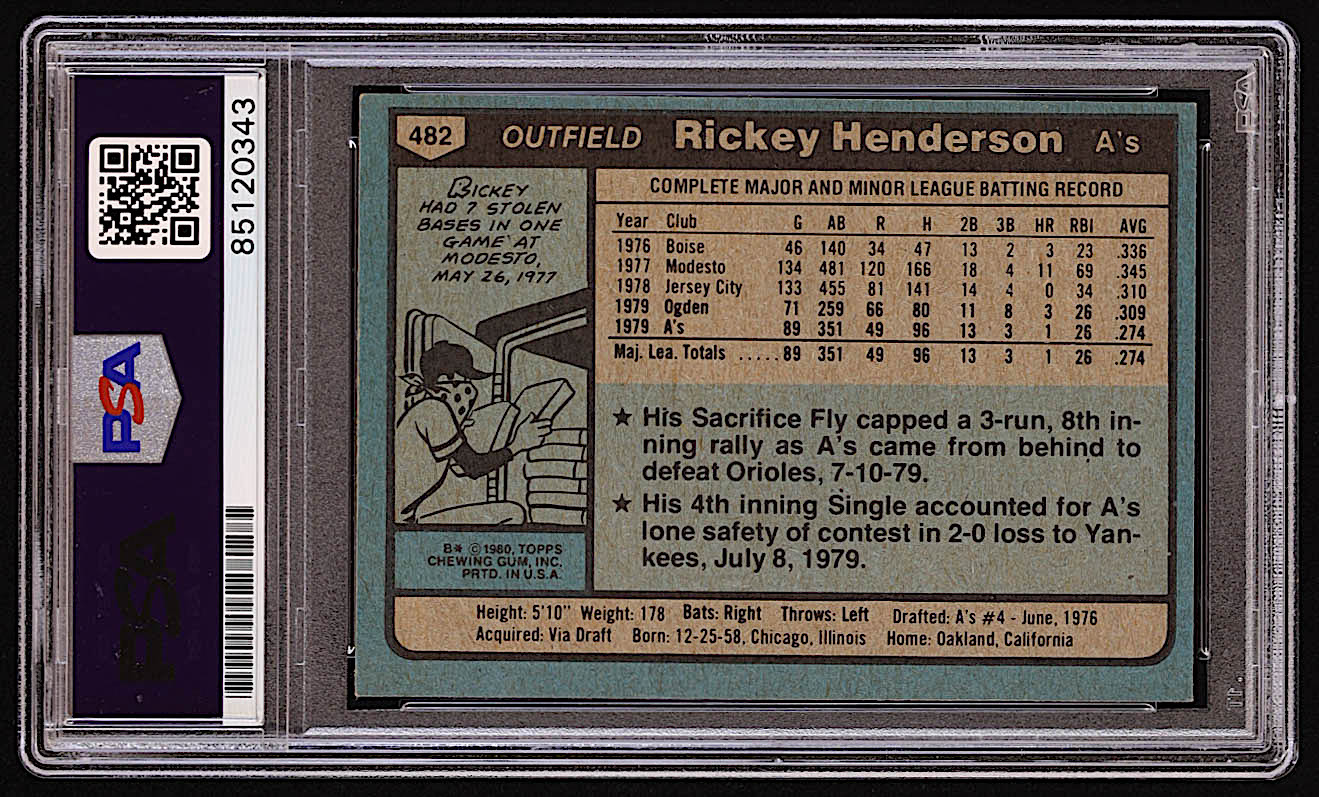 85120343
PSA
PSA
PSA
482 OUTFIELD Rickey Henderson A's
RICKEY
HAD 7 STOLEN
BASES IN ONE
GAME AT
MODESTO,
MAY 26, 1977
B* © 1980, TOPPS
CHEWING GUM, INC.
PRTD. IN U.S.A.
COMPLETE MAJOR AND MINOR LEAGUE BATTING RECORD
Year Club G AB R H 2B 3B HR RBI AVG
1976 Boise 46 140 34 47 13 2 3 23 .336
1977 Modesto 134 481 120 166 18 4 11 69 .345
1978 Jersey City 133 455 81 141 14 4 0 34 .310
1979 Ogden 71 259 66 80 11 8 3 26 .309
1979 A's 89 351 49 96 13 3 1 26 .274
Maj. Lea. Totals .....89 351 49 96 13 3 1 26 .274
★ His Sacrifice Fly capped a 3-run, 8th in-
ning rally as A's came from behind to
defeat Orioles, 7-10-79.
★ His 4th inning Single accounted for A's
lone safety of contest in 2-0 loss to Yan-
kees, July 8, 1979.
Height: 5'10" Weight: 178 Bats: Right Throws: Left Drafted: A's #4 - June, 1976
Acquired: Via Draft Born: 12-25-58, Chicago, Illinois Home: Oakland, California